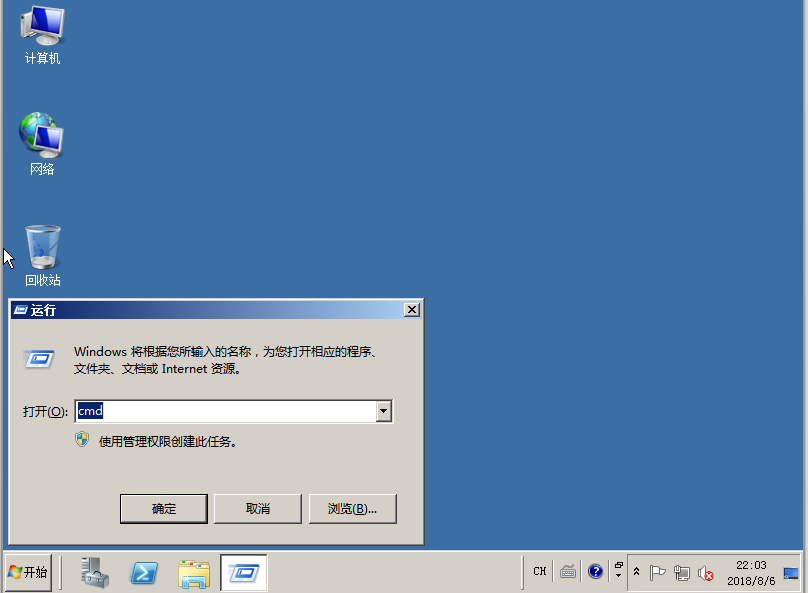 计算机
网络
回收站
运行
Windows 将根据您所输入的名称，为您打开相应的程序、
文件夹、文档或 Internet 资源。
打开(O): cmd
使用管理权限创建此任务。
确定 取消 浏览(B)...
开始 CH 22:03
2018/8/6